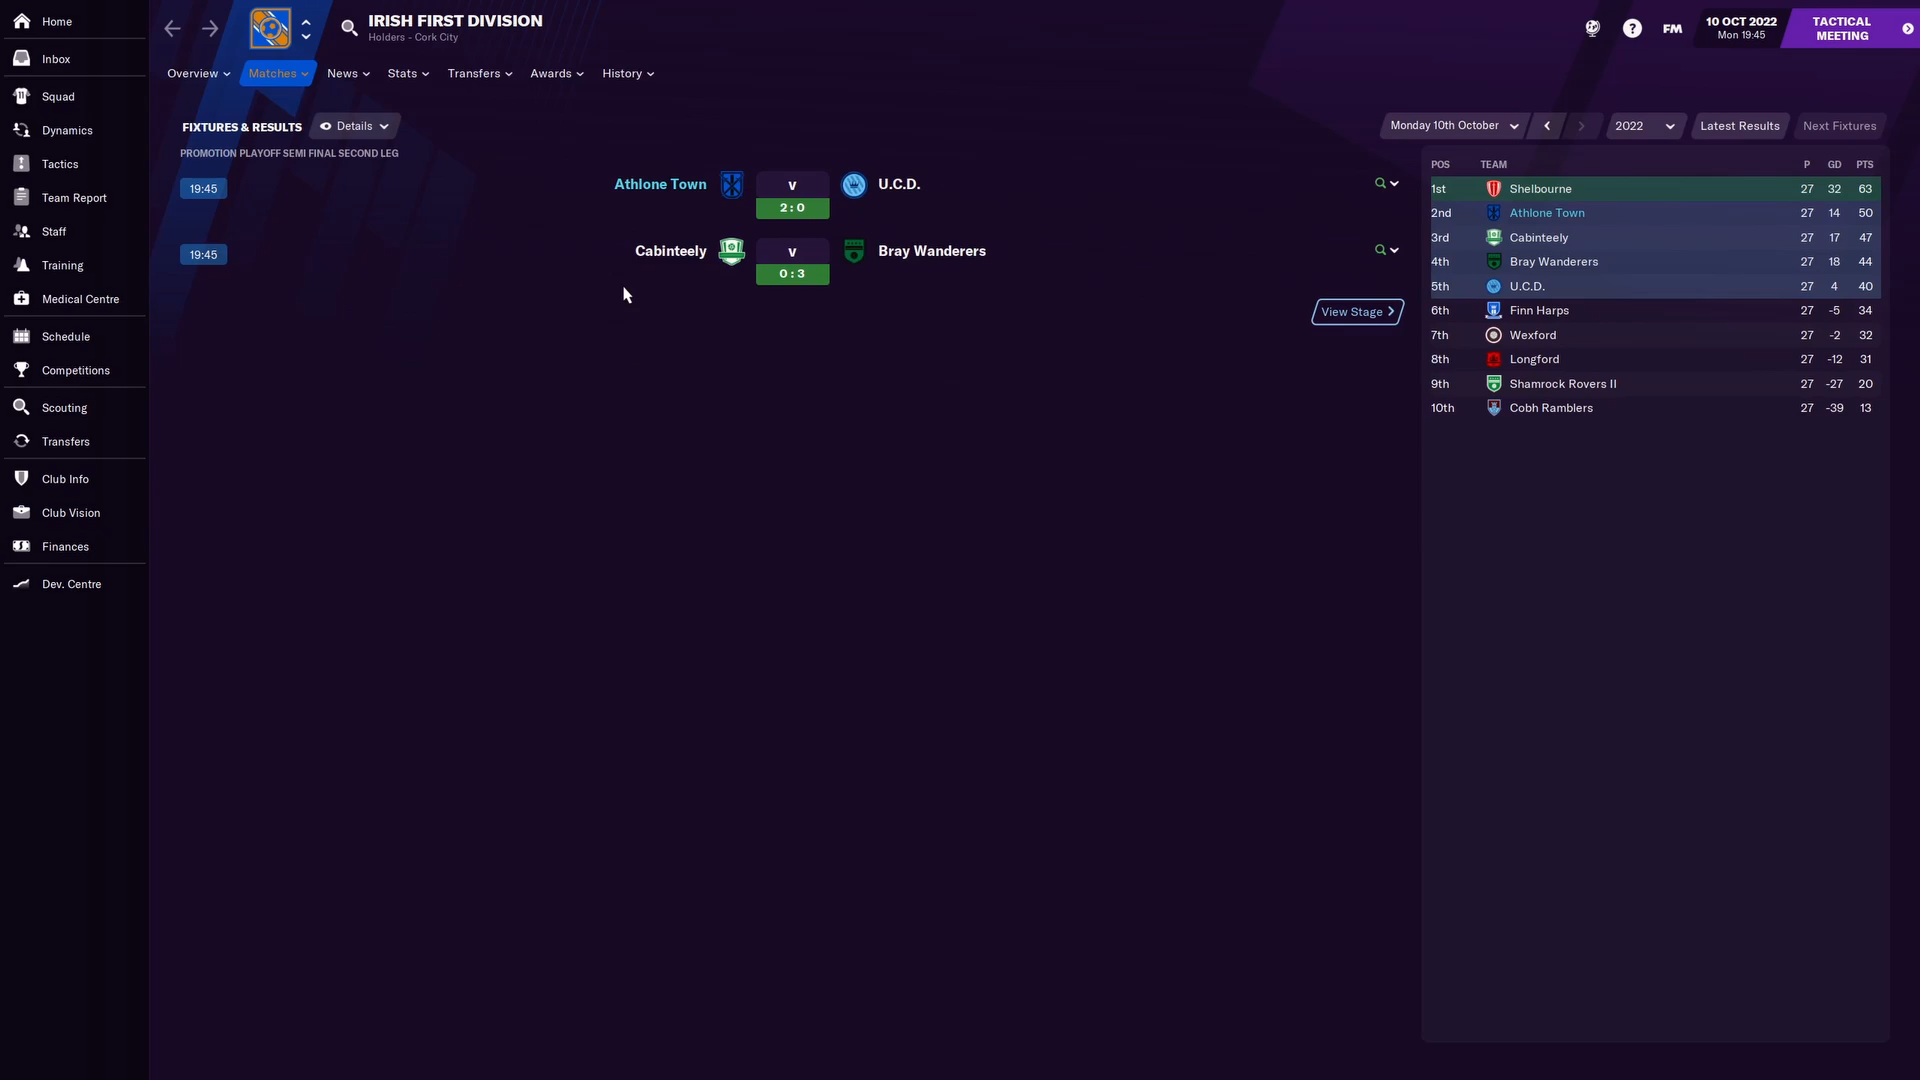 Home
Inbox
Squad
Dynamics
Tactics
Team Report
Staff
Training
Medical Centre
Schedule
Competitions
Scouting
Transfers
Club Info
Club Vision
Finances
Dev. Centre
IRISH FIRST DIVISION
Holders - Cork City
FM
10 OCT 2022
Mon 19:45
TACTICAL
MEETING
Overview Matches News Stats Transfers Awards History
FIXTURES & RESULTS Details
Monday 10th October 2022 Latest Results Next Fixtures
PROMOTION PLAYOFF SEMI FINAL SECOND LEG
19:45 Athlone Town v U.C.D.
2 : 0
19:45 Cabinteely v Bray Wanderers
0 : 3
View Stage
POS TEAM P GD PTS
1st Shelbourne 27 32 63
2nd Athlone Town 27 14 50
3rd Cabinteely 27 17 47
4th Bray Wanderers 27 18 44
5th U.C.D. 27 4 40
6th Finn Harps 27 -5 34
7th Wexford 27 -2 32
8th Longford 27 -12 31
9th Shamrock Rovers II 27 -27 20
10th Cobh Ramblers 27 -39 13